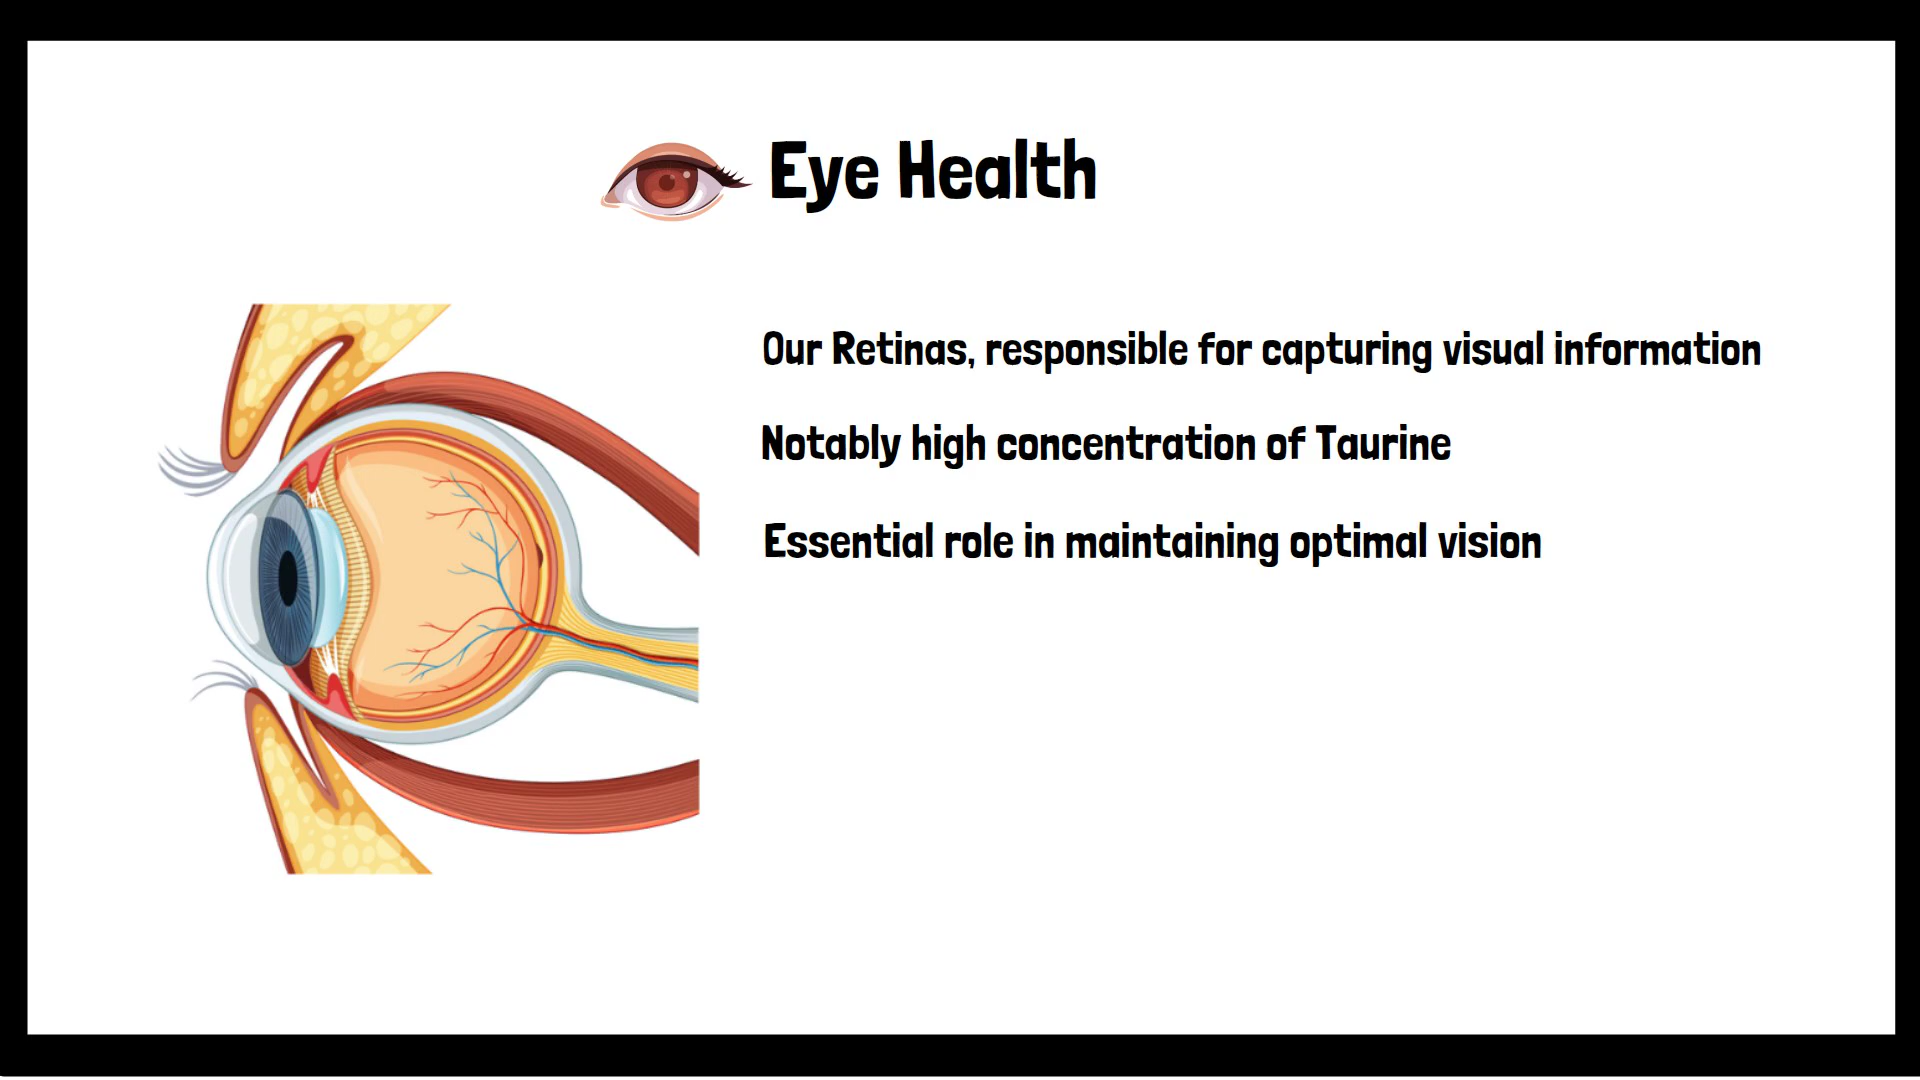 Eye Health
Our Retinas, responsible for capturing visual information
Notably high concentration of Taurine
Essential role in maintaining optimal vision